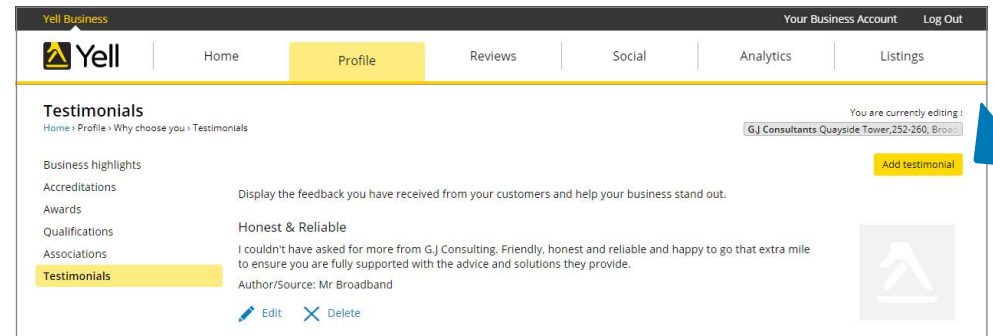 Yell Business
Your Business Account Log Out
Yell
Home Profile Reviews Social Analytics Listings
Testimonials
Home › Profile › Why choose you › Testimonials
You are currently editing :
G.J Consultants Quayside Tower,252-260, Broad
Add testimonial
Business highlights
Accreditations
Awards
Qualifications
Associations
Testimonials
Display the feedback you have received from your customers and help your business stand out.
Honest & Reliable
I couldn't have asked for more from G.J Consulting. Friendly, honest and reliable and happy to go that extra mile
to ensure you are fully supported with the advice and solutions they provide.
Author/Source: Mr Broadband
Edit Delete